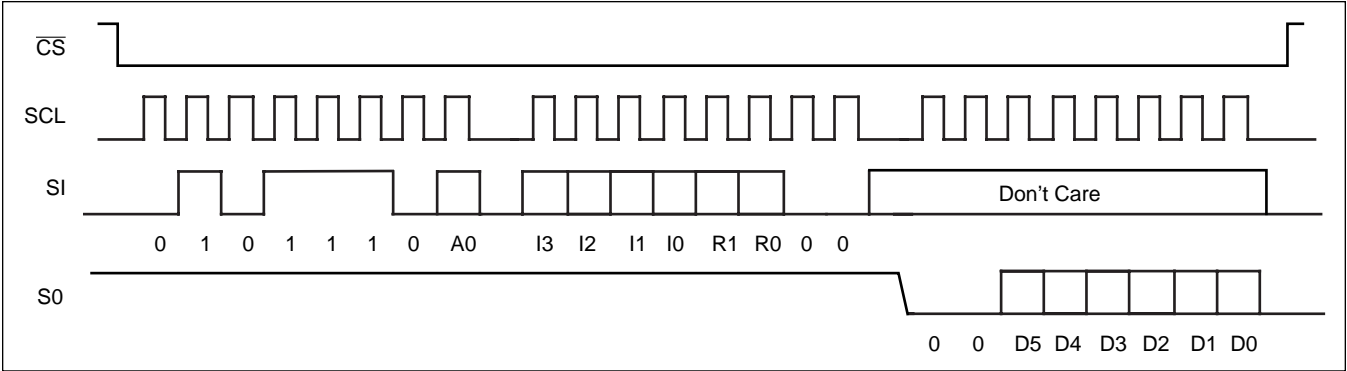 CS
SCL
SI
Don't Care
0 1 0 1 1 1 0 A0 I3 I2 I1 I0 R1 R0 0 0
S0
0 0 D5 D4 D3 D2 D1 D0